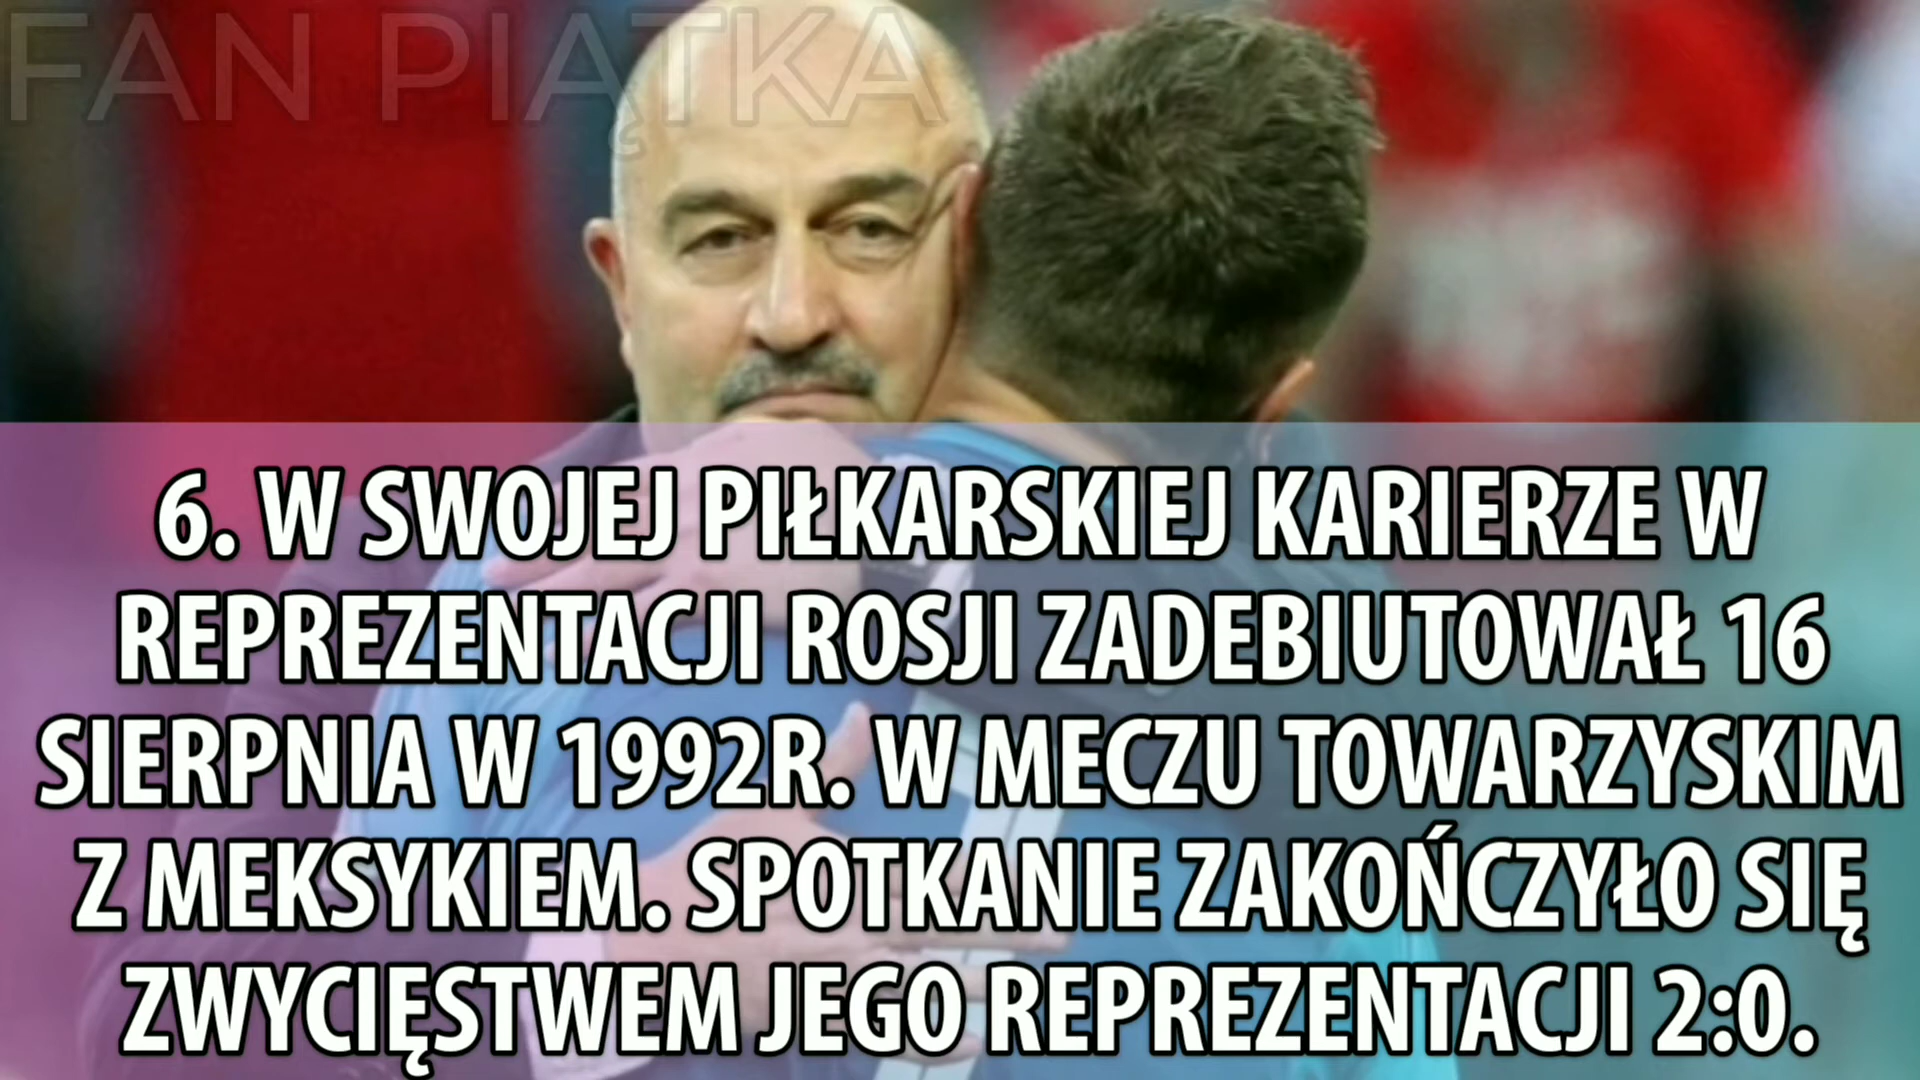 FAN PIĄTKA
6. W SWOJEJ PIŁKARSKIEJ KARIERZE W
REPREZENTACJI ROSJI ZADEBIUTOWAŁ 16
SIERPNIA W 1992R. W MECZU TOWARZYSKIM
Z MEKSYKIEM. SPOTKANIE ZAKOŃCZYŁO SIĘ
ZWYCIĘSTWEM JEGO REPREZENTACJI 2:0.